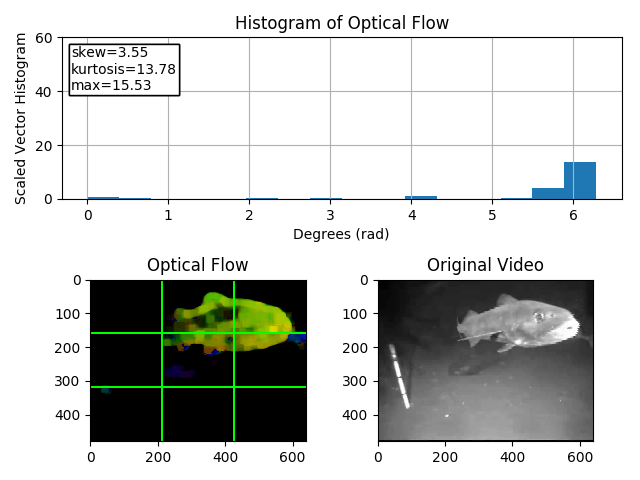 Histogram of Optical Flow
Scaled Vector Histogram
60
40
20
0
skew=3.55
kurtosis=13.78
max=15.53
0 1 2 3 4 5 6
Degrees (rad)
Optical Flow
0
100
200
300
400
0 200 400 600
Original Video
0
100
200
300
400
0 200 400 600